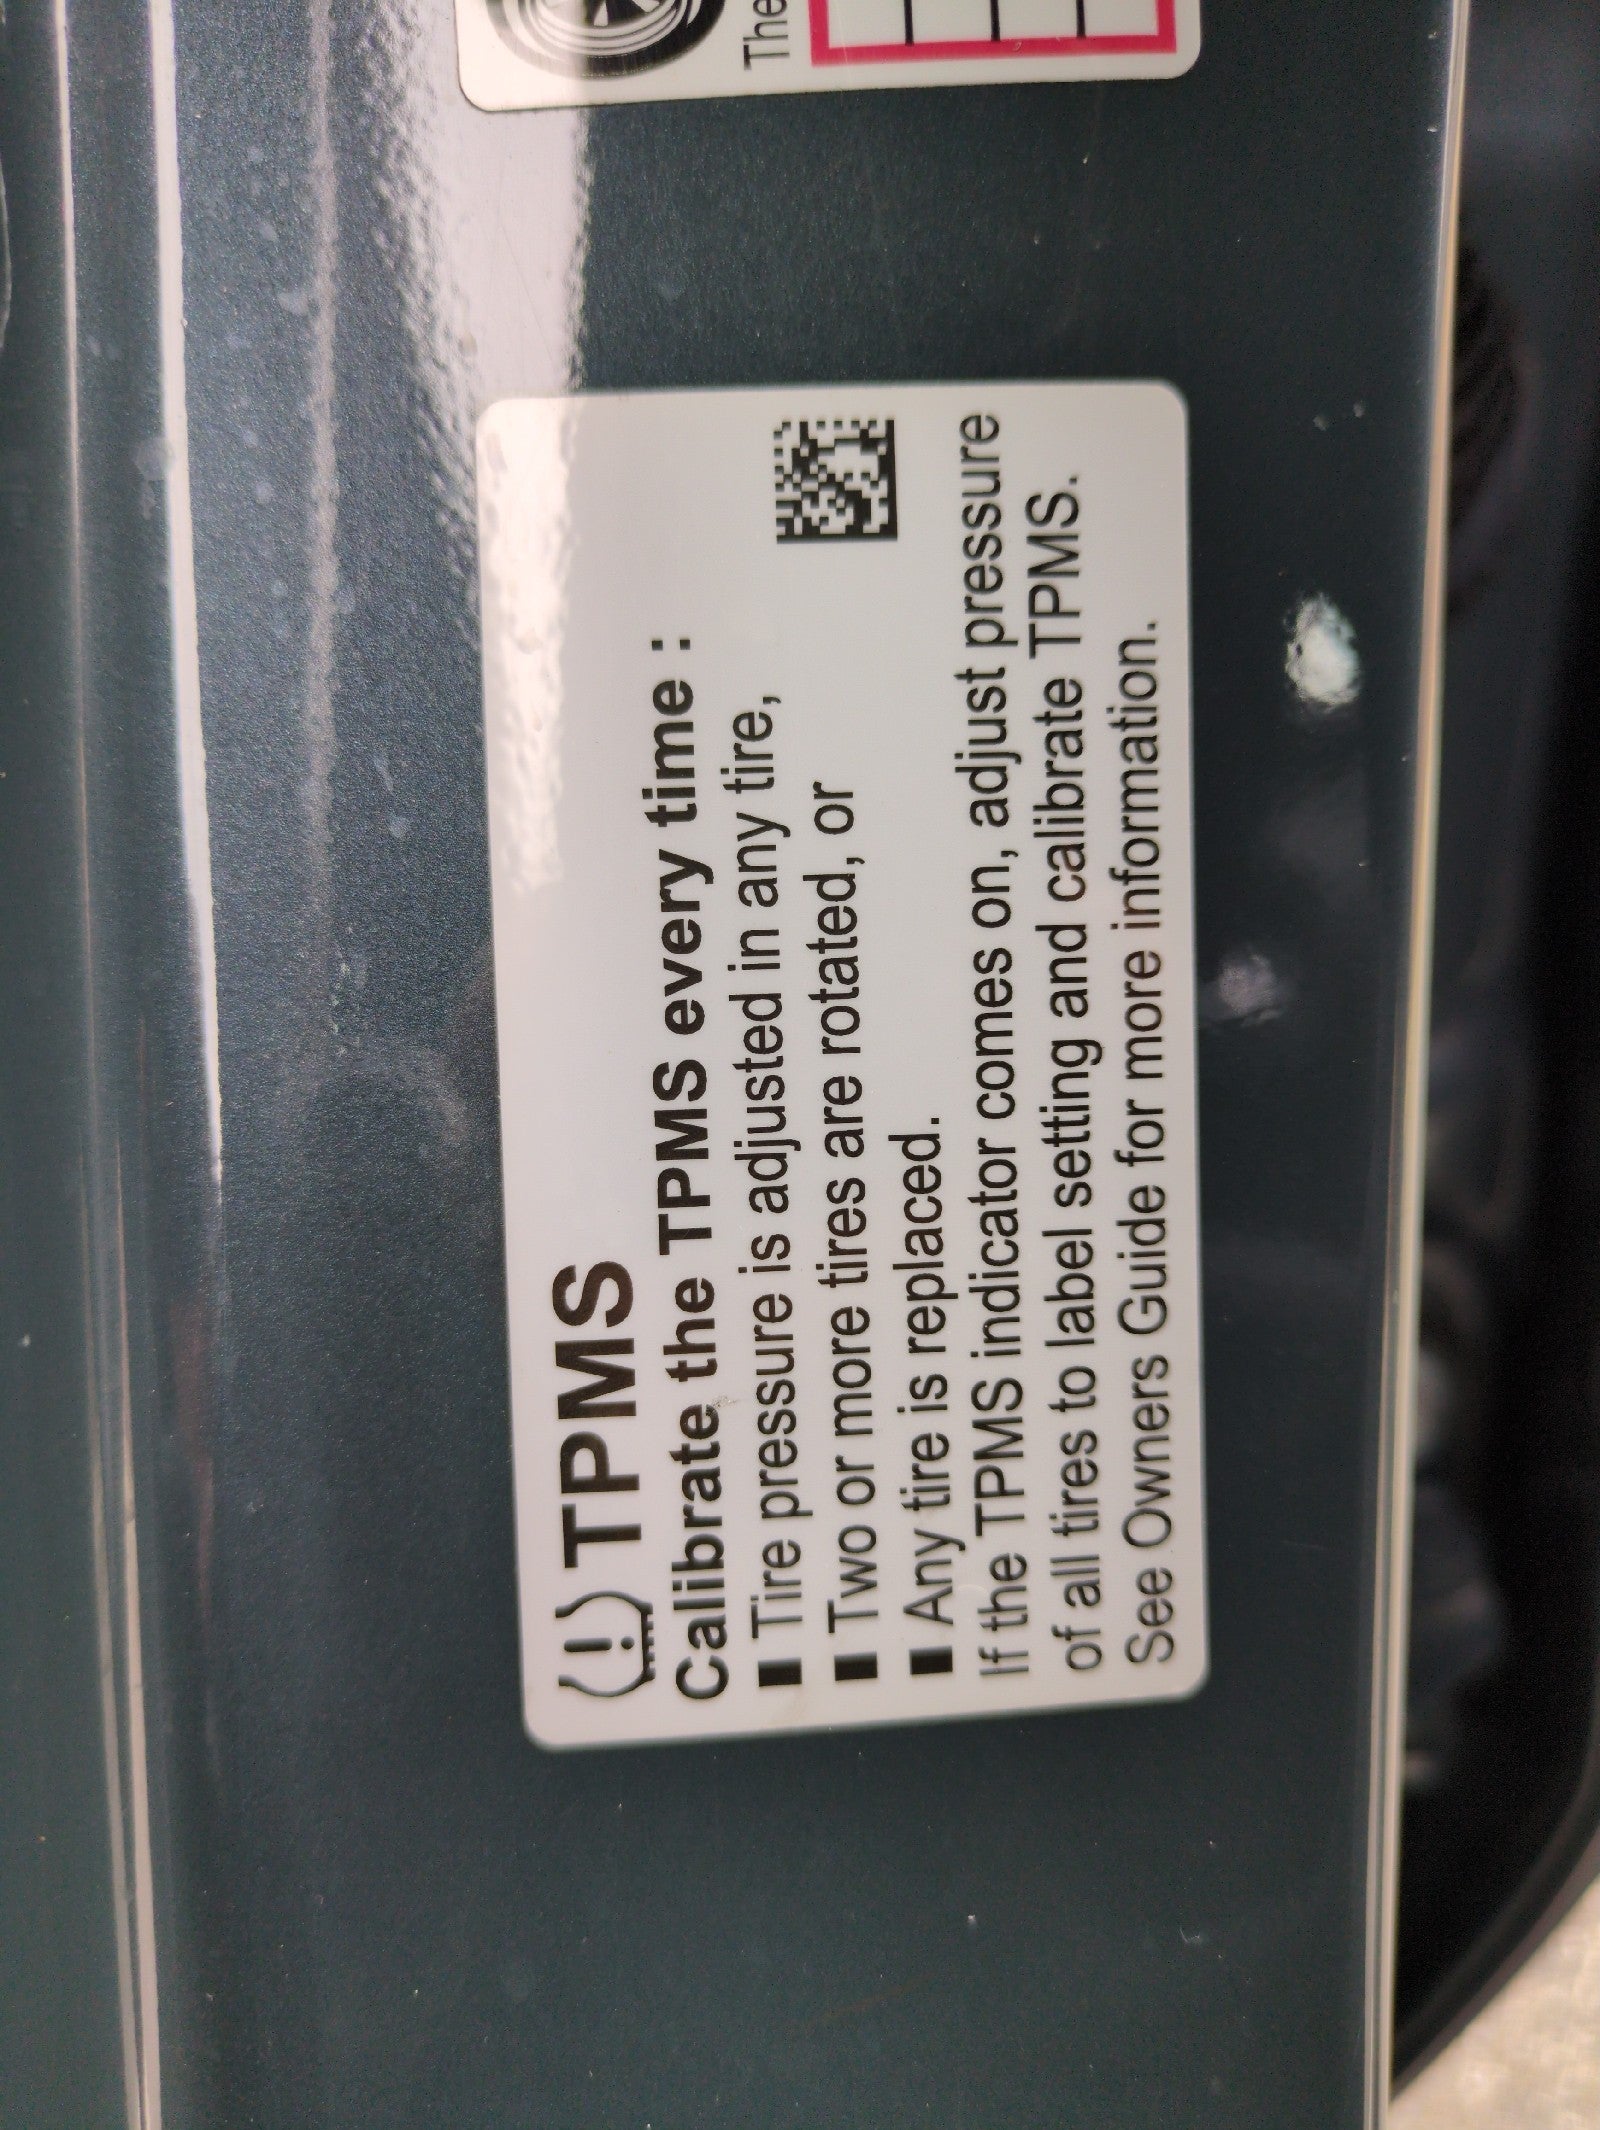 TPMS
Calibrate the TPMS every time :
■ Tire pressure is adjusted in any tire,
■ Two or more tires are rotated, or
■ Any tire is replaced.
If the TPMS indicator comes on, adjust pressure
of all tires to label setting and calibrate TPMS.
See Owners Guide for more information.
The